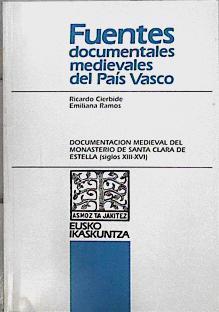 Fuentes
documentales
medievales
del País Vasco
Ricardo Cierbide
Emiliana Ramos
DOCUMENTACION MEDIEVAL DEL
MONASTERIO DE SANTA CLARA DE
ESTELLA (siglos XIII-XVI)
ASMOZ TA JAKITEZ
EUSKO
IKASKUNTZA